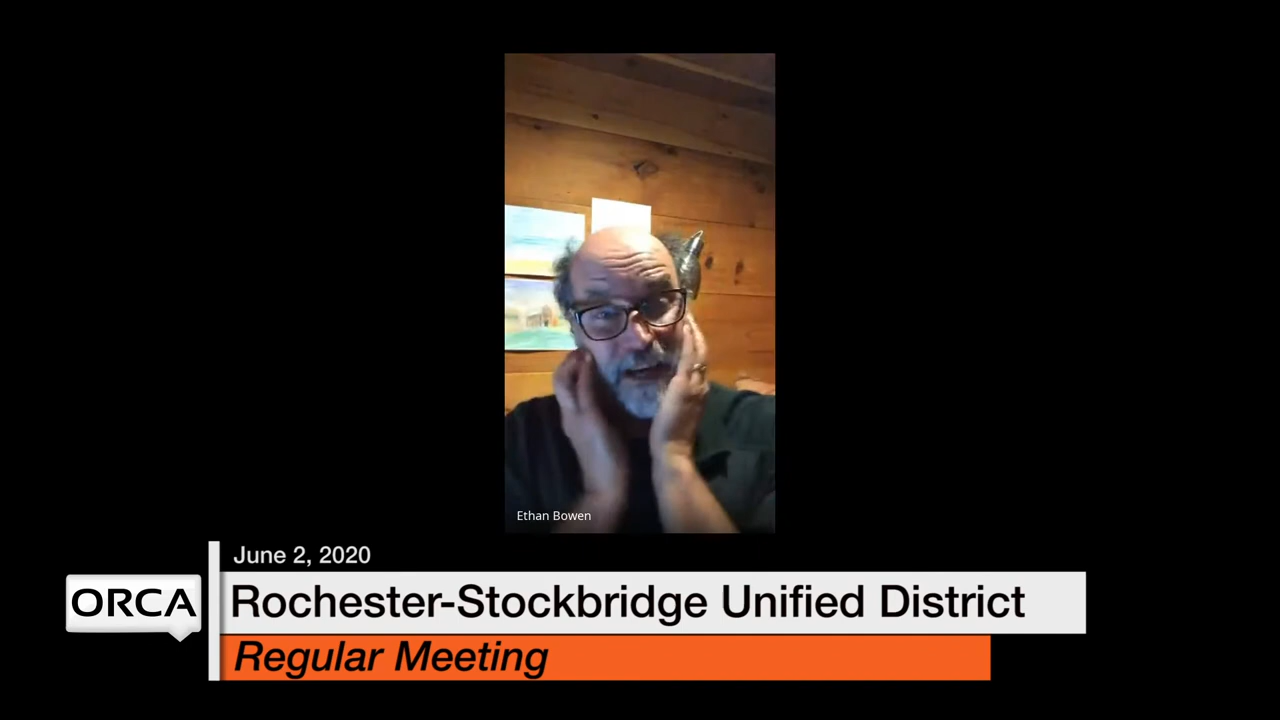 Ethan Bowen
June 2, 2020
ORCA
Rochester-Stockbridge Unified District
Regular Meeting